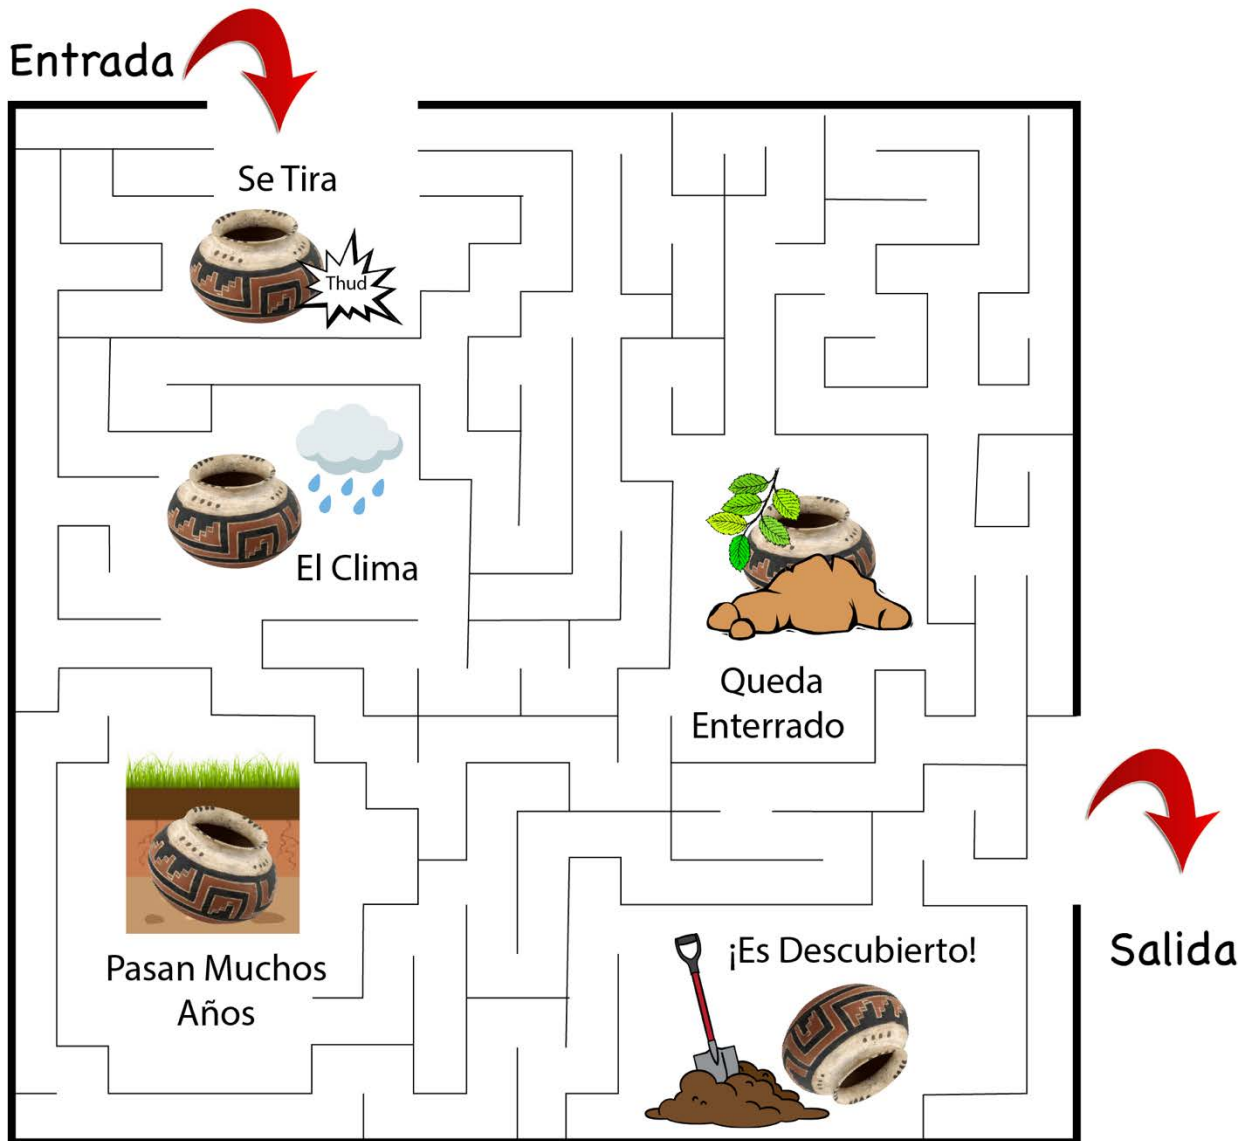 Entrada
Se Tira
Thud
El Clima
Queda
Enterrado
Pasan Muchos
Años
¡Es Descubierto!
Salida